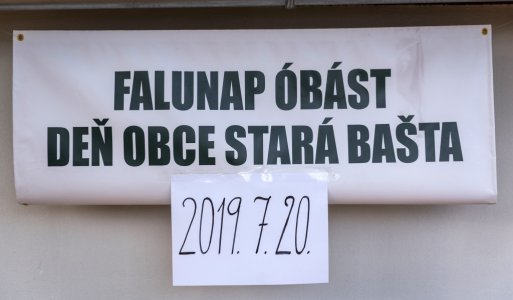 FALUNAP ÓBÁST
DEŇ OBCE STARÁ BAŠTA
2019.7.20.